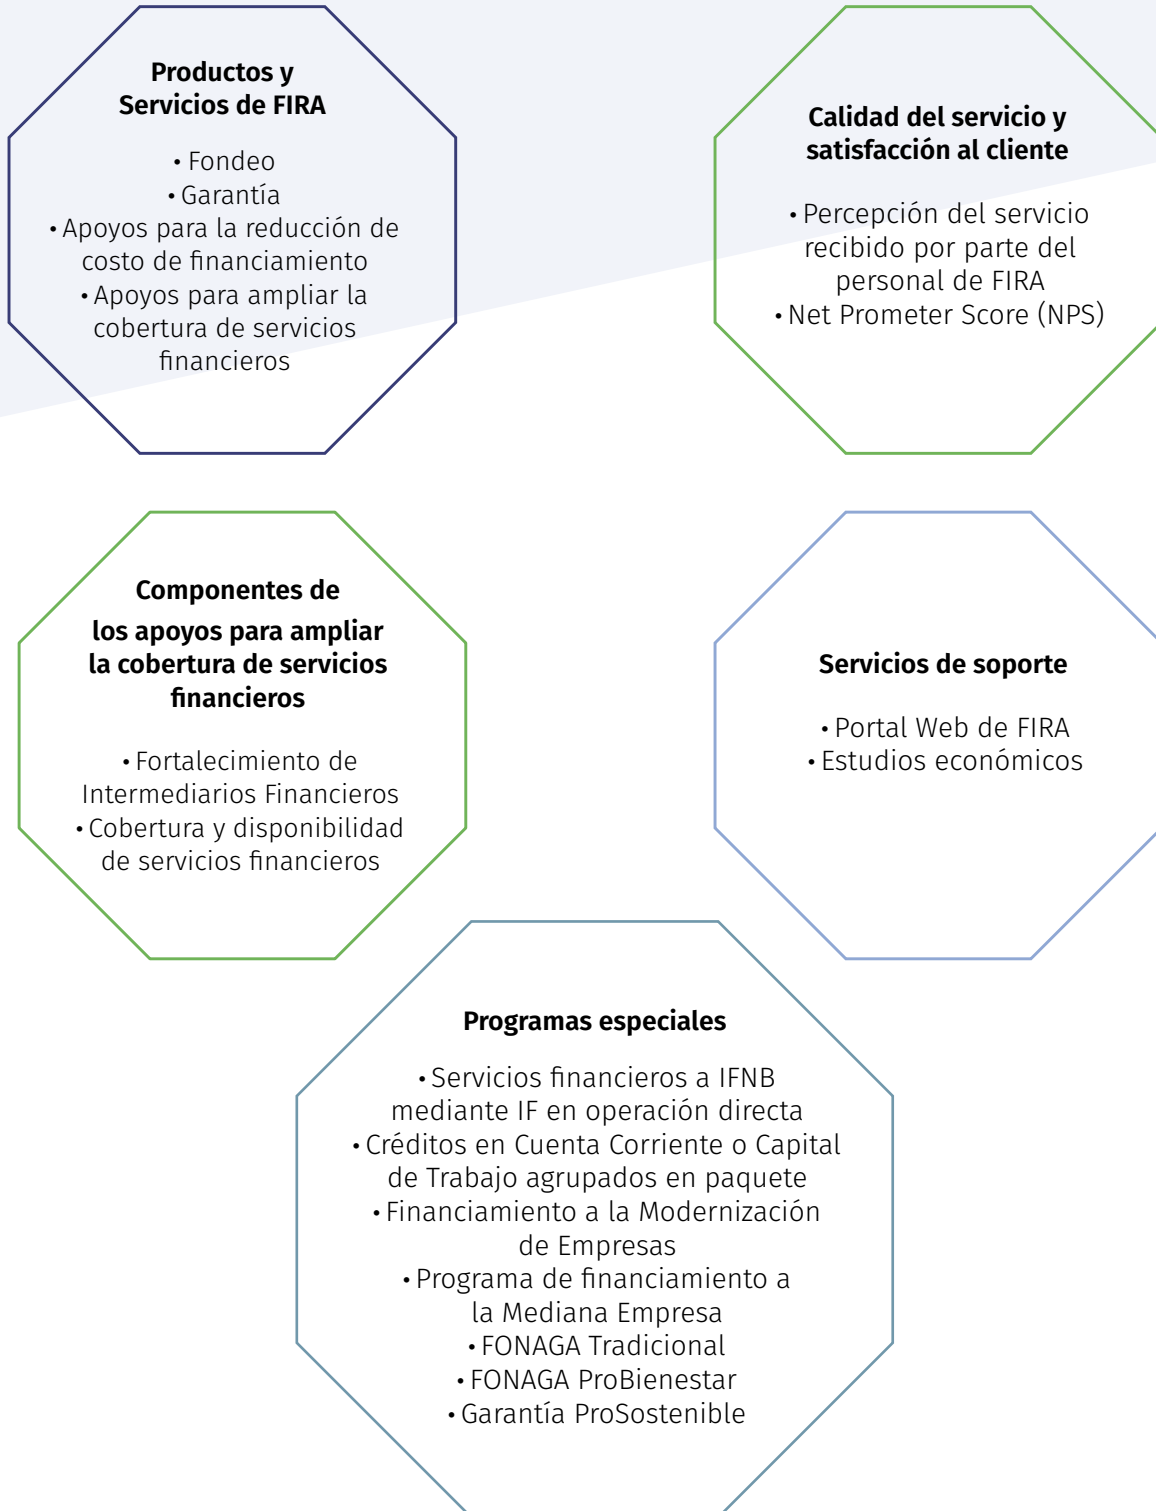 Productos y
Servicios de FIRA
• Fondeo
• Garantía
• Apoyos para la reducción de
costo de financiamiento
• Apoyos para ampliar la
cobertura de servicios
financieros
Calidad del servicio y
satisfacción al cliente
• Percepción del servicio
recibido por parte del
personal de FIRA
• Net Prometer Score (NPS)
Componentes de
los apoyos para ampliar
la cobertura de servicios
financieros
• Fortalecimiento de
Intermediarios Financieros
• Cobertura y disponibilidad
de servicios financieros
Servicios de soporte
• Portal Web de FIRA
• Estudios económicos
Programas especiales
• Servicios financieros a IFNB
mediante IF en operación directa
• Créditos en Cuenta Corriente o Capital
de Trabajo agrupados en paquete
• Financiamiento a la Modernización
de Empresas
• Programa de financiamiento a
la Mediana Empresa
• FONAGA Tradicional
• FONAGA ProBienestar
• Garantía ProSostenible